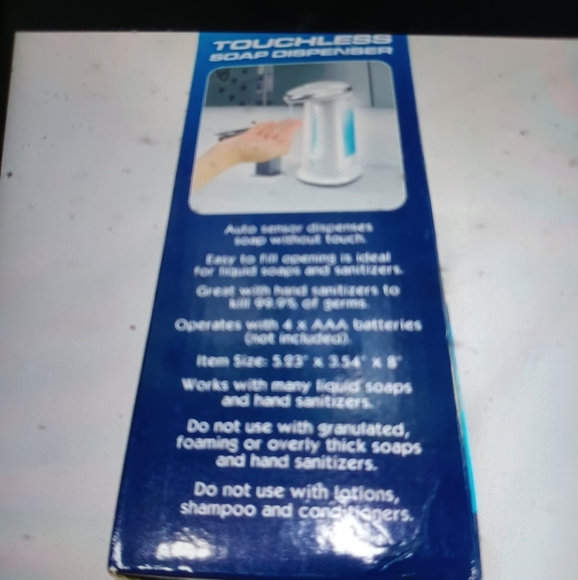 TOUCHLESS
SOAP DISPENSER
Auto sensor dispenses
soap without touch.
Easy to fill opening is ideal
for liquid soaps and sanitizers.
Great with hand sanitizers to
kill 99.9% of germs.
Operates with 4 x AAA batteries
(not included).
Item Size: 5.23" x 3.54" x 8"
Works with many liquid soaps
and hand sanitizers.
Do not use with granulated,
foaming or overly thick soaps
and hand sanitizers.
Do not use with lotions,
shampoo and conditioners.